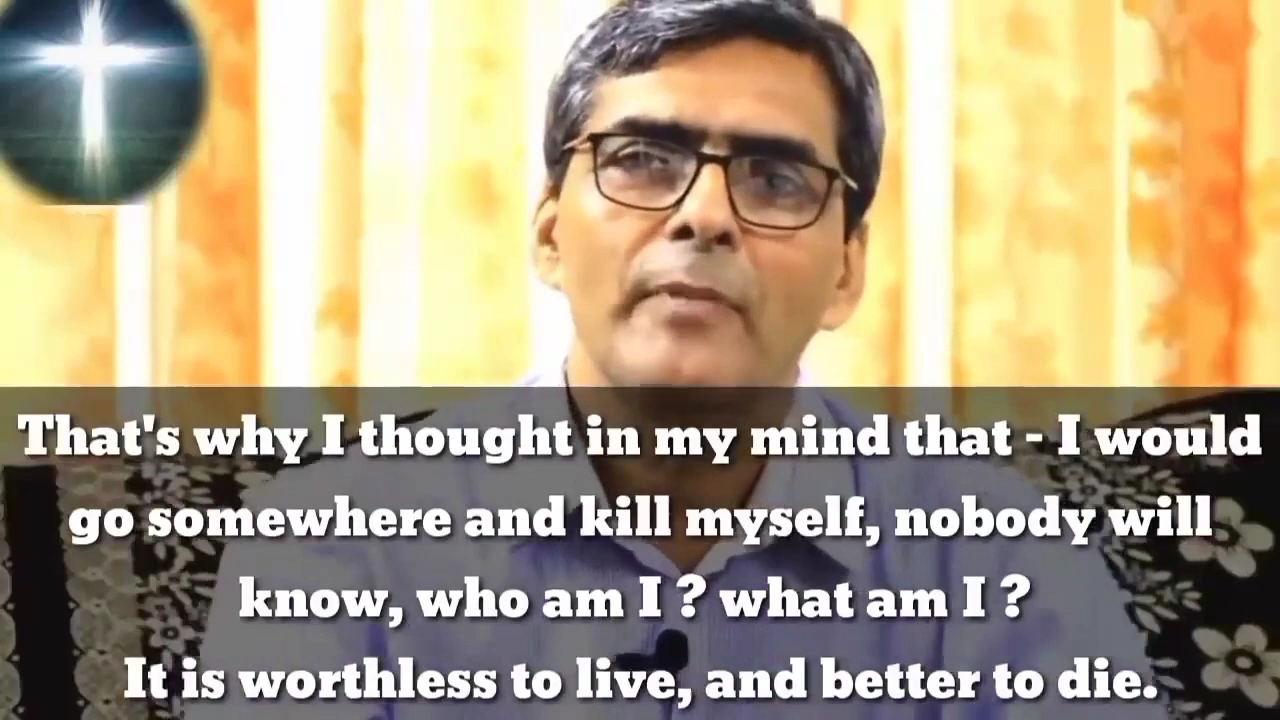 That's why I thought in my mind that - I would
go somewhere and kill myself, nobody will
know, who am I ? what am I ?
It is worthless to live, and better to die.